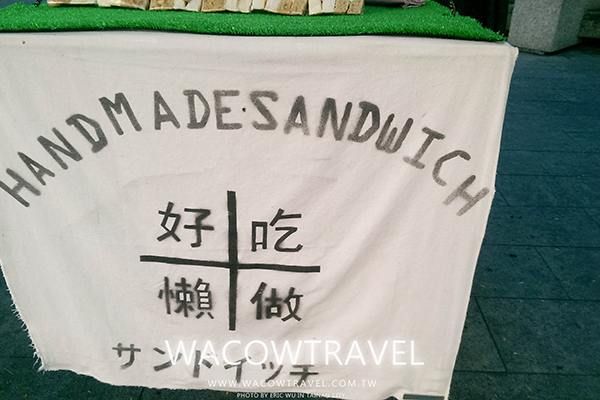 HANDMADE·SANDWICH
好吃
懶做
サンドイッチ
WACOWTRAVEL
WWW.WACOWTRAVEL.COM.TW
PHOTO BY ERIC WU IN TAINAN CITY